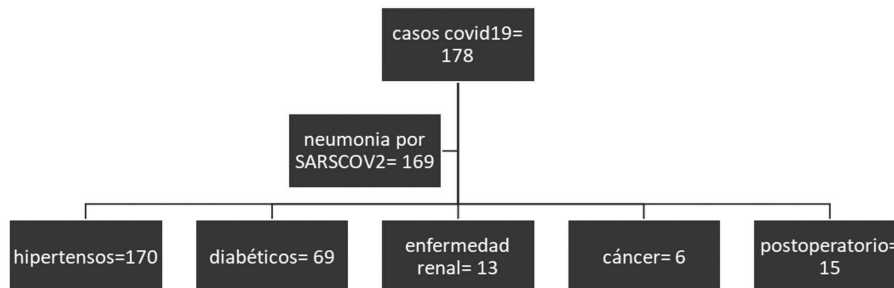 casos covid19=
178
neumonia por
SARSCOV2= 169
hipertensos=170
diabéticos= 69
enfermedad
renal= 13
cáncer= 6
postoperatorio=
15